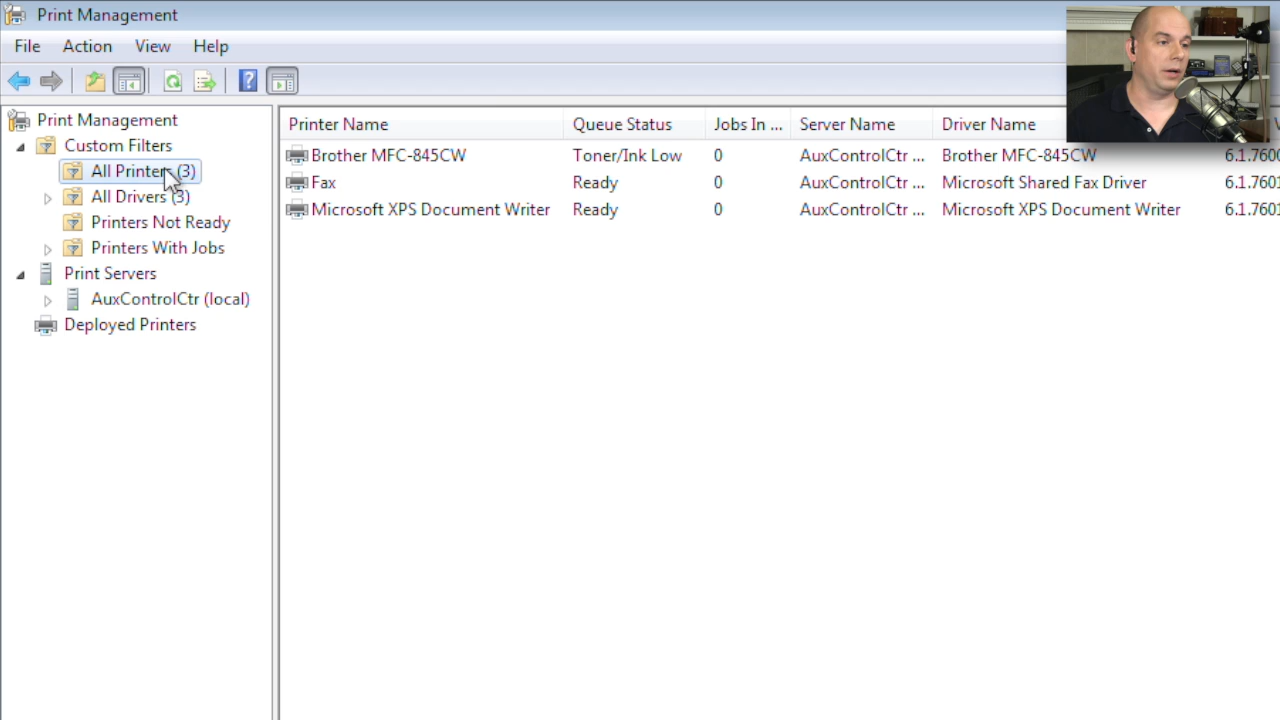 Print Management
File Action View Help
Print Management
Custom Filters
All Printers (3)
All Drivers (3)
Printers Not Ready
Printers With Jobs
Print Servers
AuxControlCtr (local)
Deployed Printers
Printer Name Queue Status Jobs In ... Server Name Driver Name
Brother MFC-845CW Toner/Ink Low 0 AuxControlCtr ... Brother MFC-845CW 6.1.7600
Fax Ready 0 AuxControlCtr ... Microsoft Shared Fax Driver 6.1.7601
Microsoft XPS Document Writer Ready 0 AuxControlCtr ... Microsoft XPS Document Writer 6.1.7601